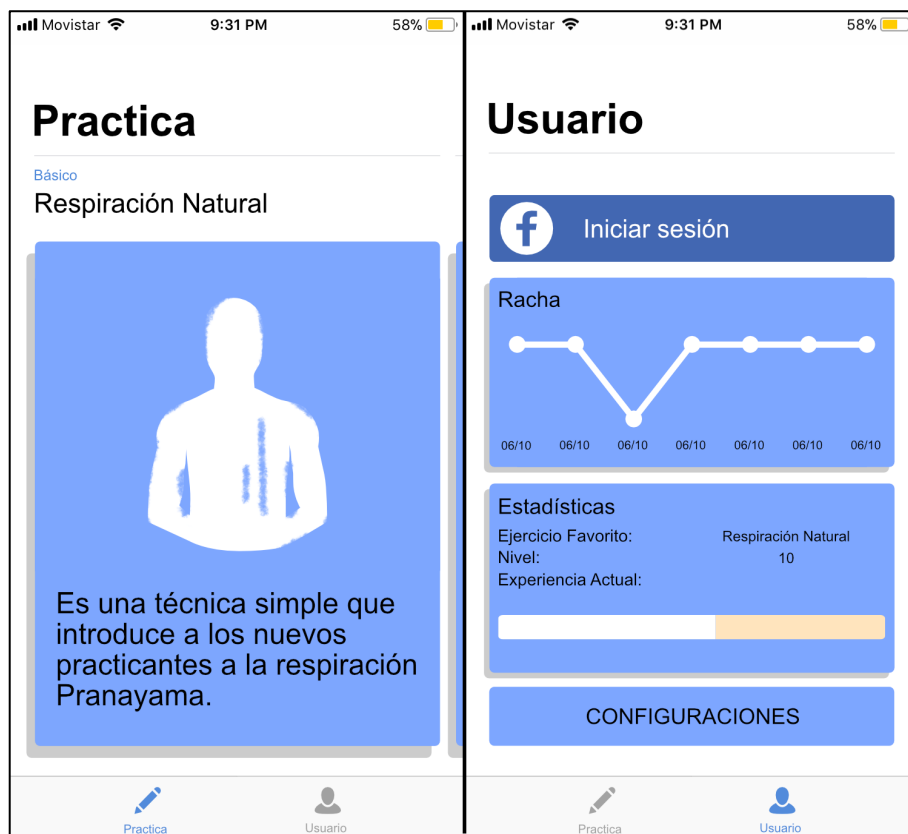 Movistar 9:31 PM 58%
Practica
Básico
Respiración Natural
Es una técnica simple que
introduce a los nuevos
practicantes a la respiración
Pranayama.
Practica Usuario
Movistar 9:31 PM 58%
Usuario
f Iniciar sesión
Racha
06/10 06/10 06/10 06/10 06/10 06/10 06/10
Estadísticas
Ejercicio Favorito: Respiración Natural
Nivel: 10
Experiencia Actual:
CONFIGURACIONES
Practica Usuario